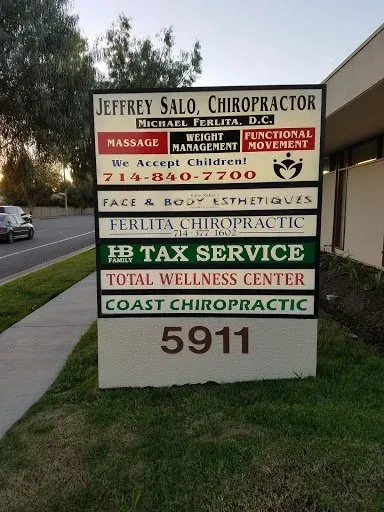 JEFFREY SALO, CHIROPRACTOR
MICHAEL FERLITA, D.C.
MASSAGE WEIGHT MANAGEMENT FUNCTIONAL MOVEMENT
We Accept Children!
714-840-7700
FACE & BODY ESTHETIQUES
FERLITA CHIROPRACTIC
714 377 1602
HB FAMILY TAX SERVICE
TOTAL WELLNESS CENTER
COAST CHIROPRACTIC
5911